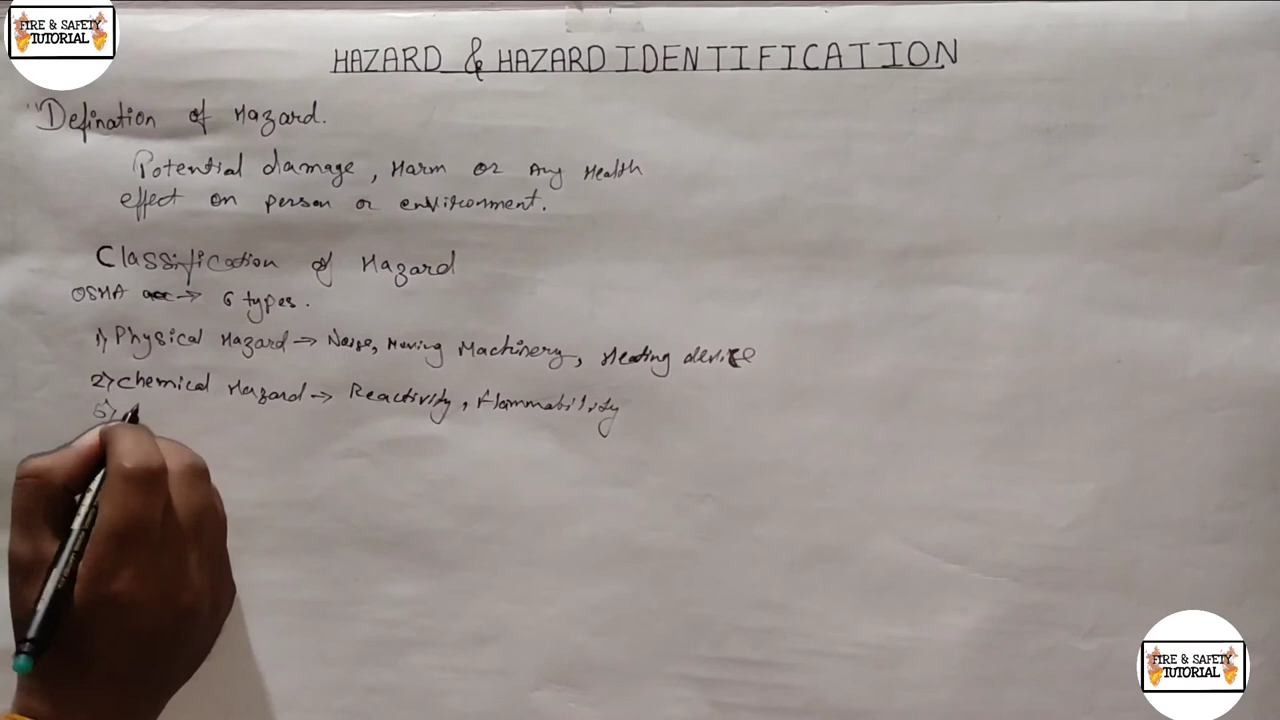 FIRE & SAFETY
TUTORIAL
HAZARD & HAZARD IDENTIFICATION
"Defination of Hazard.
Potential damage, Harm or Any Health
effect on person or environment.
Classification of Hazard
OSHA → 6 types.
1) Physical Hazard → Noise, Moving Machinery, Heating device
2) Chemical Hazard → Reactivity, Flammability
FIRE & SAFETY
TUTORIAL